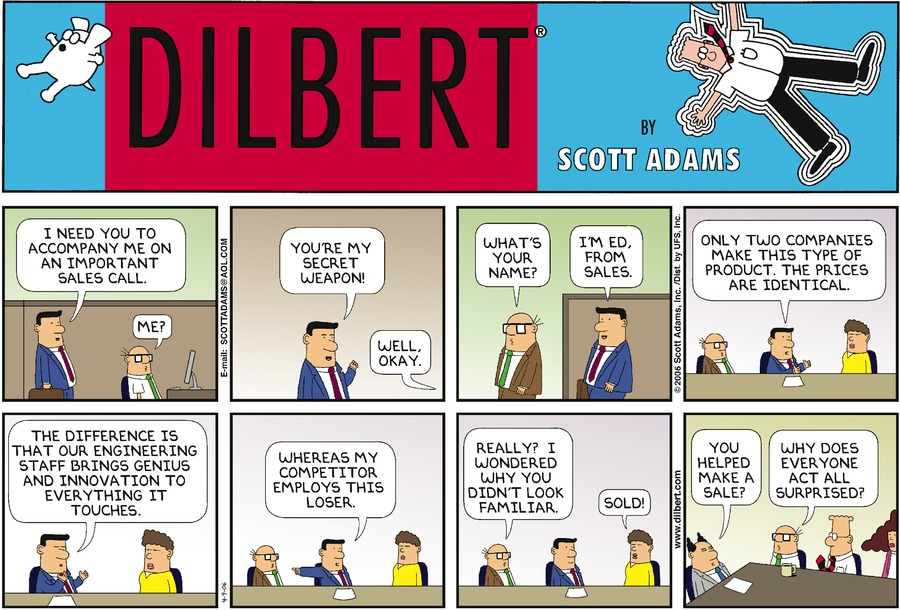 DILBERT®
BY
SCOTT ADAMS
I NEED YOU TO
ACCOMPANY ME ON
AN IMPORTANT
SALES CALL.
ME?
E-mail: SCOTTADAMS@AOL.COM
YOU'RE MY
SECRET
WEAPON!
WELL,
OKAY.
WHAT'S
YOUR
NAME?
I'M ED,
FROM
SALES.
© 2006 Scott Adams, Inc./Dist. by UFS, Inc.
ONLY TWO COMPANIES
MAKE THIS TYPE OF
PRODUCT. THE PRICES
ARE IDENTICAL.
THE DIFFERENCE IS
THAT OUR ENGINEERING
STAFF BRINGS GENIUS
AND INNOVATION TO
EVERYTHING IT
TOUCHES.
4-9-06
WHEREAS MY
COMPETITOR
EMPLOYS THIS
LOSER.
REALLY? I
WONDERED
WHY YOU
DIDN'T LOOK
FAMILIAR.
SOLD!
www.dilbert.com
YOU
HELPED
MAKE A
SALE?
WHY DOES
EVERYONE
ACT ALL
SURPRISED?